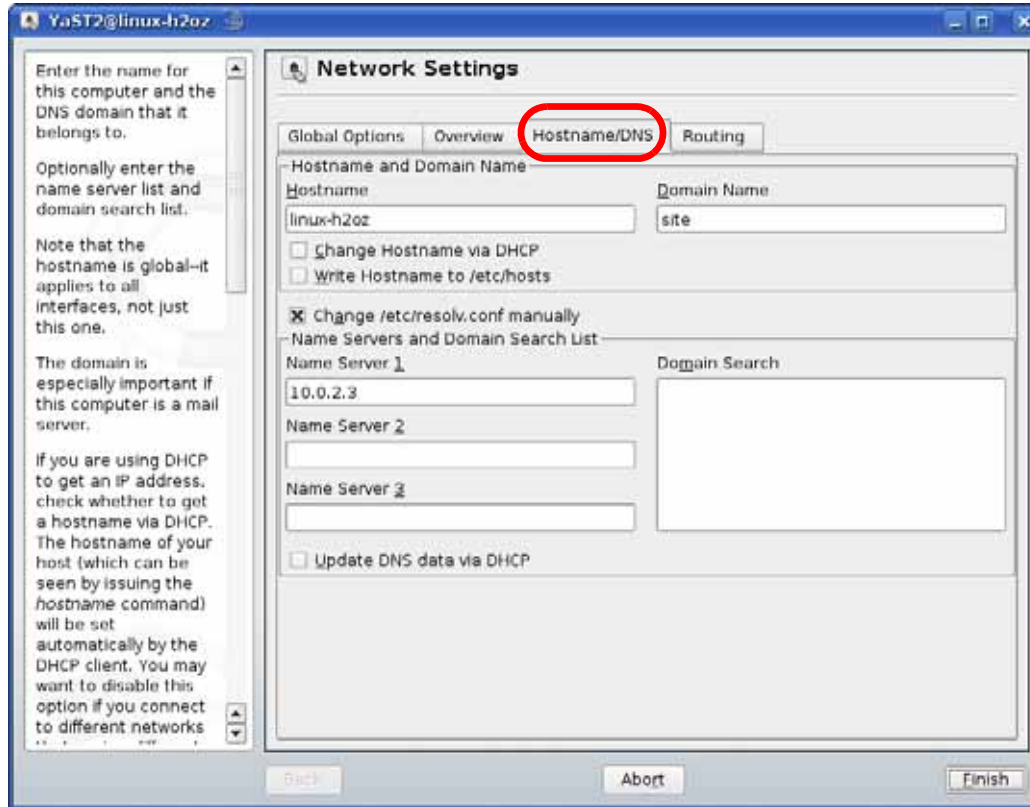 YaST2@linux-h2oz
Enter the name for
this computer and the
DNS domain that it
belongs to.
Optionally enter the
name server list and
domain search list.
Note that the
hostname is global--it
applies to all
interfaces, not just
this one.
The domain is
especially important if
this computer is a mail
server.
If you are using DHCP
to get an IP address,
check whether to get
a hostname via DHCP.
The hostname of your
host (which can be
seen by issuing the
hostname command)
will be set
automatically by the
DHCP client. You may
want to disable this
option if you connect
to different networks
Network Settings
Global Options
Overview
Hostname/DNS
Routing
Hostname and Domain Name
Hostname
Domain Name
linux-h2oz
site
Change Hostname via DHCP
Write Hostname to /etc/hosts
Change /etc/resolv.conf manually
Name Servers and Domain Search List
Name Server 1
Domain Search
10.0.2.3
Name Server 2
Name Server 3
Update DNS data via DHCP
Back
Abort
Finish